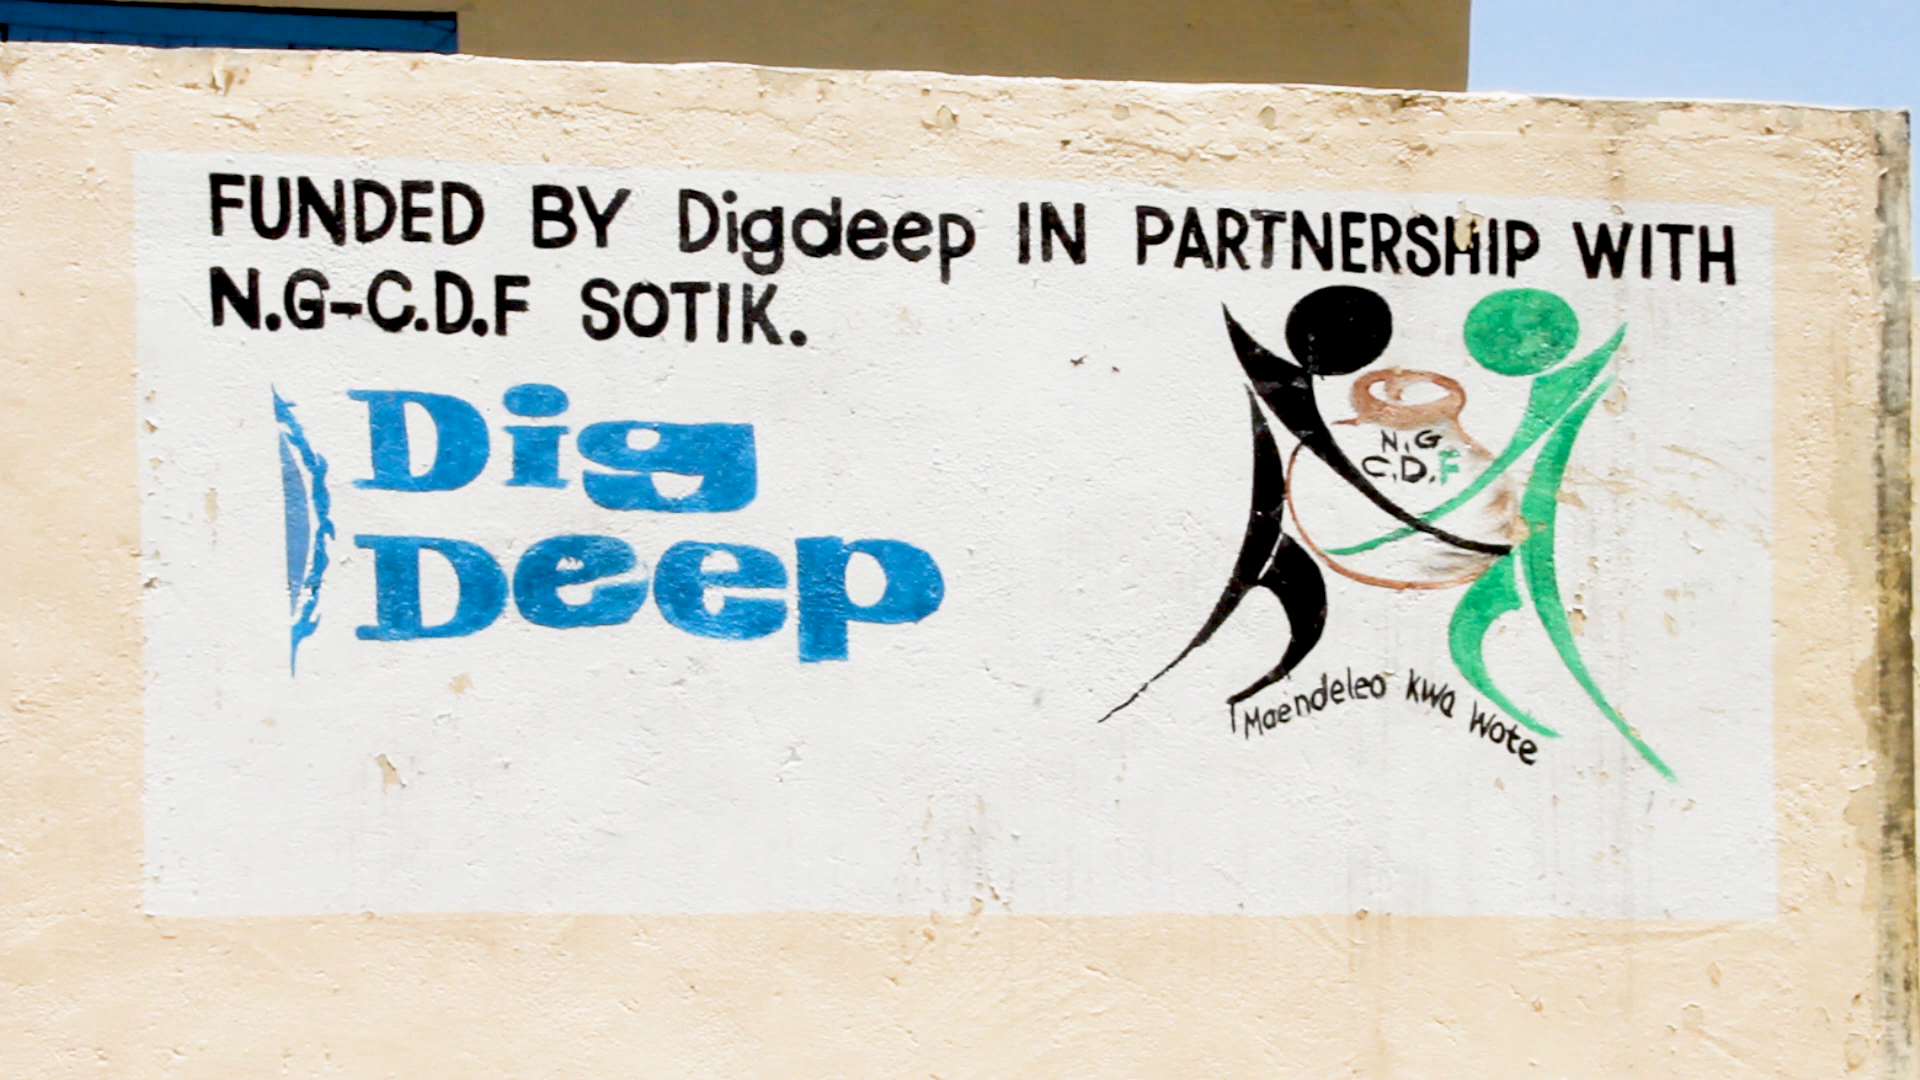 FUNDED BY Digdeep IN PARTNERSHIP WITH
N.G-C.D.F SOTIK.
Dig
Deep
N.G
C.D.F
Maendeleo kwa wote